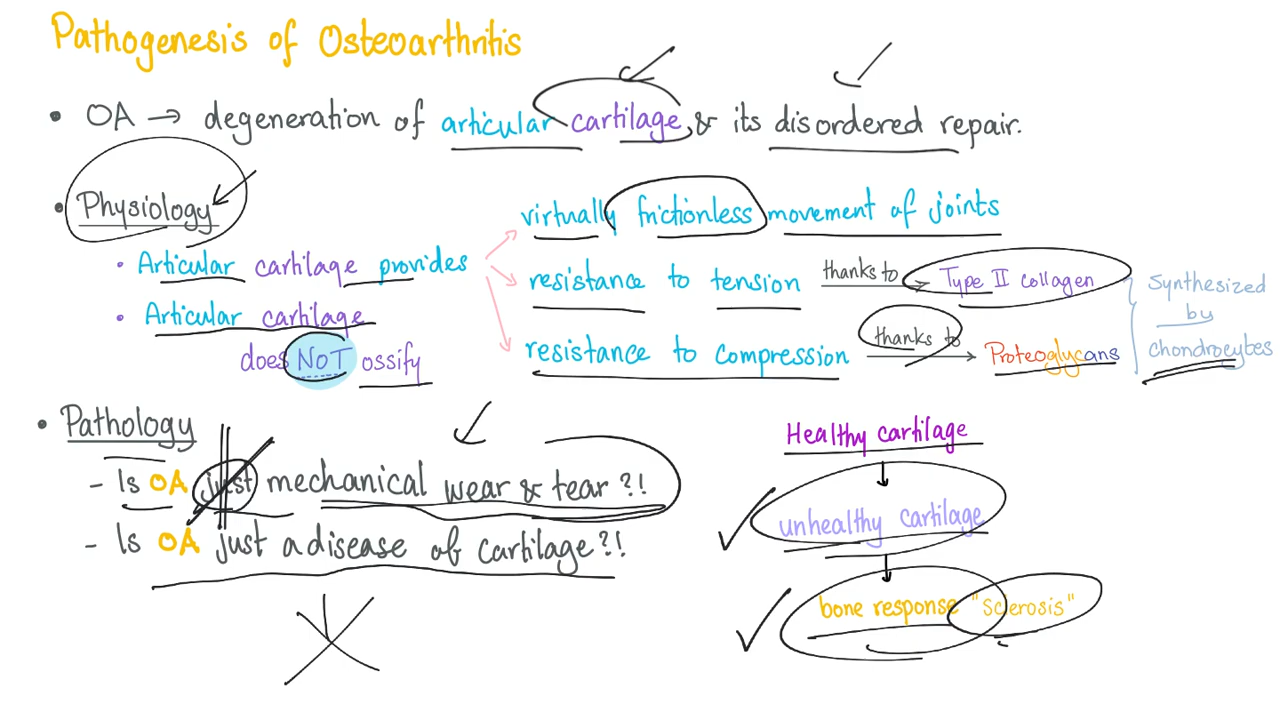 Pathogenesis of Osteoarthritis
• OA → degeneration of articular cartilage & its disordered repair.
• Physiology
• Articular cartilage provides
virtually frictionless movement of joints
resistance to tension thanks to → Type II collagen
resistance to compression thanks to → Proteoglycans
Synthesized
by
chondrocytes
• Articular cartilage
does NOT ossify
• Pathology
- Is OA just mechanical wear & tear ?!
- Is OA just a disease of cartilage?!
Healthy cartilage
unhealthy cartilage
bone response "sclerosis"